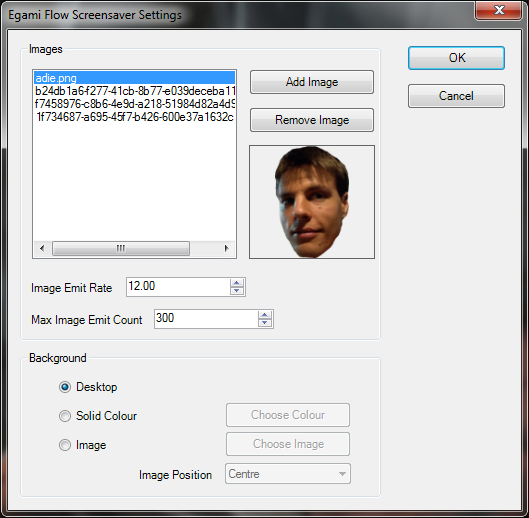 Egami Flow Screensaver Settings
Images
adie.png
b24db1a6f277-41cb-8b77-e039deceba11
f7458976-c8b6-4e9d-a218-51984d82a4d9
1f734687-a695-45f7-b426-600e37a1632c
Add Image
Remove Image
OK
Cancel
Image Emit Rate
12.00
Max Image Emit Count
300
Background
Desktop
Solid Colour
Choose Colour
Image
Choose Image
Image Position
Centre